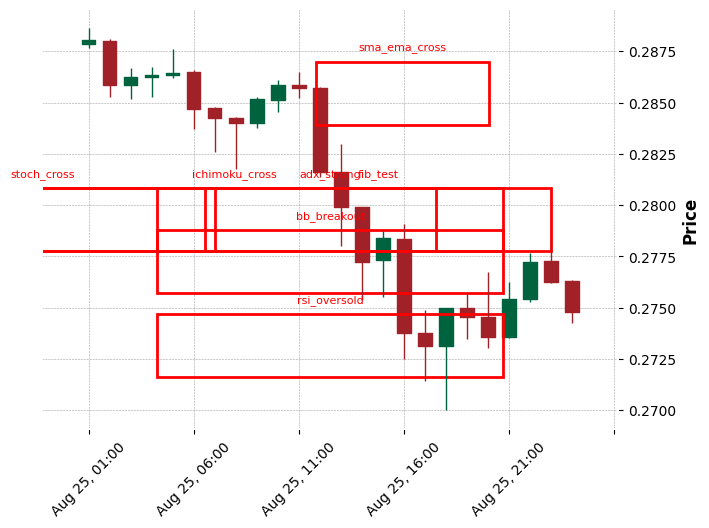 sma_ema_cross
0.2875
0.2850
0.2825
stoch_cross
ichimoku_cross
fib_test
0.2800
bb_breakout
Price
0.2775
rsi_oversold
0.2750
0.2725
0.2700
Aug 25, 01:00
Aug 25, 06:00
Aug 25, 11:00
Aug 25, 16:00
Aug 25, 21:00